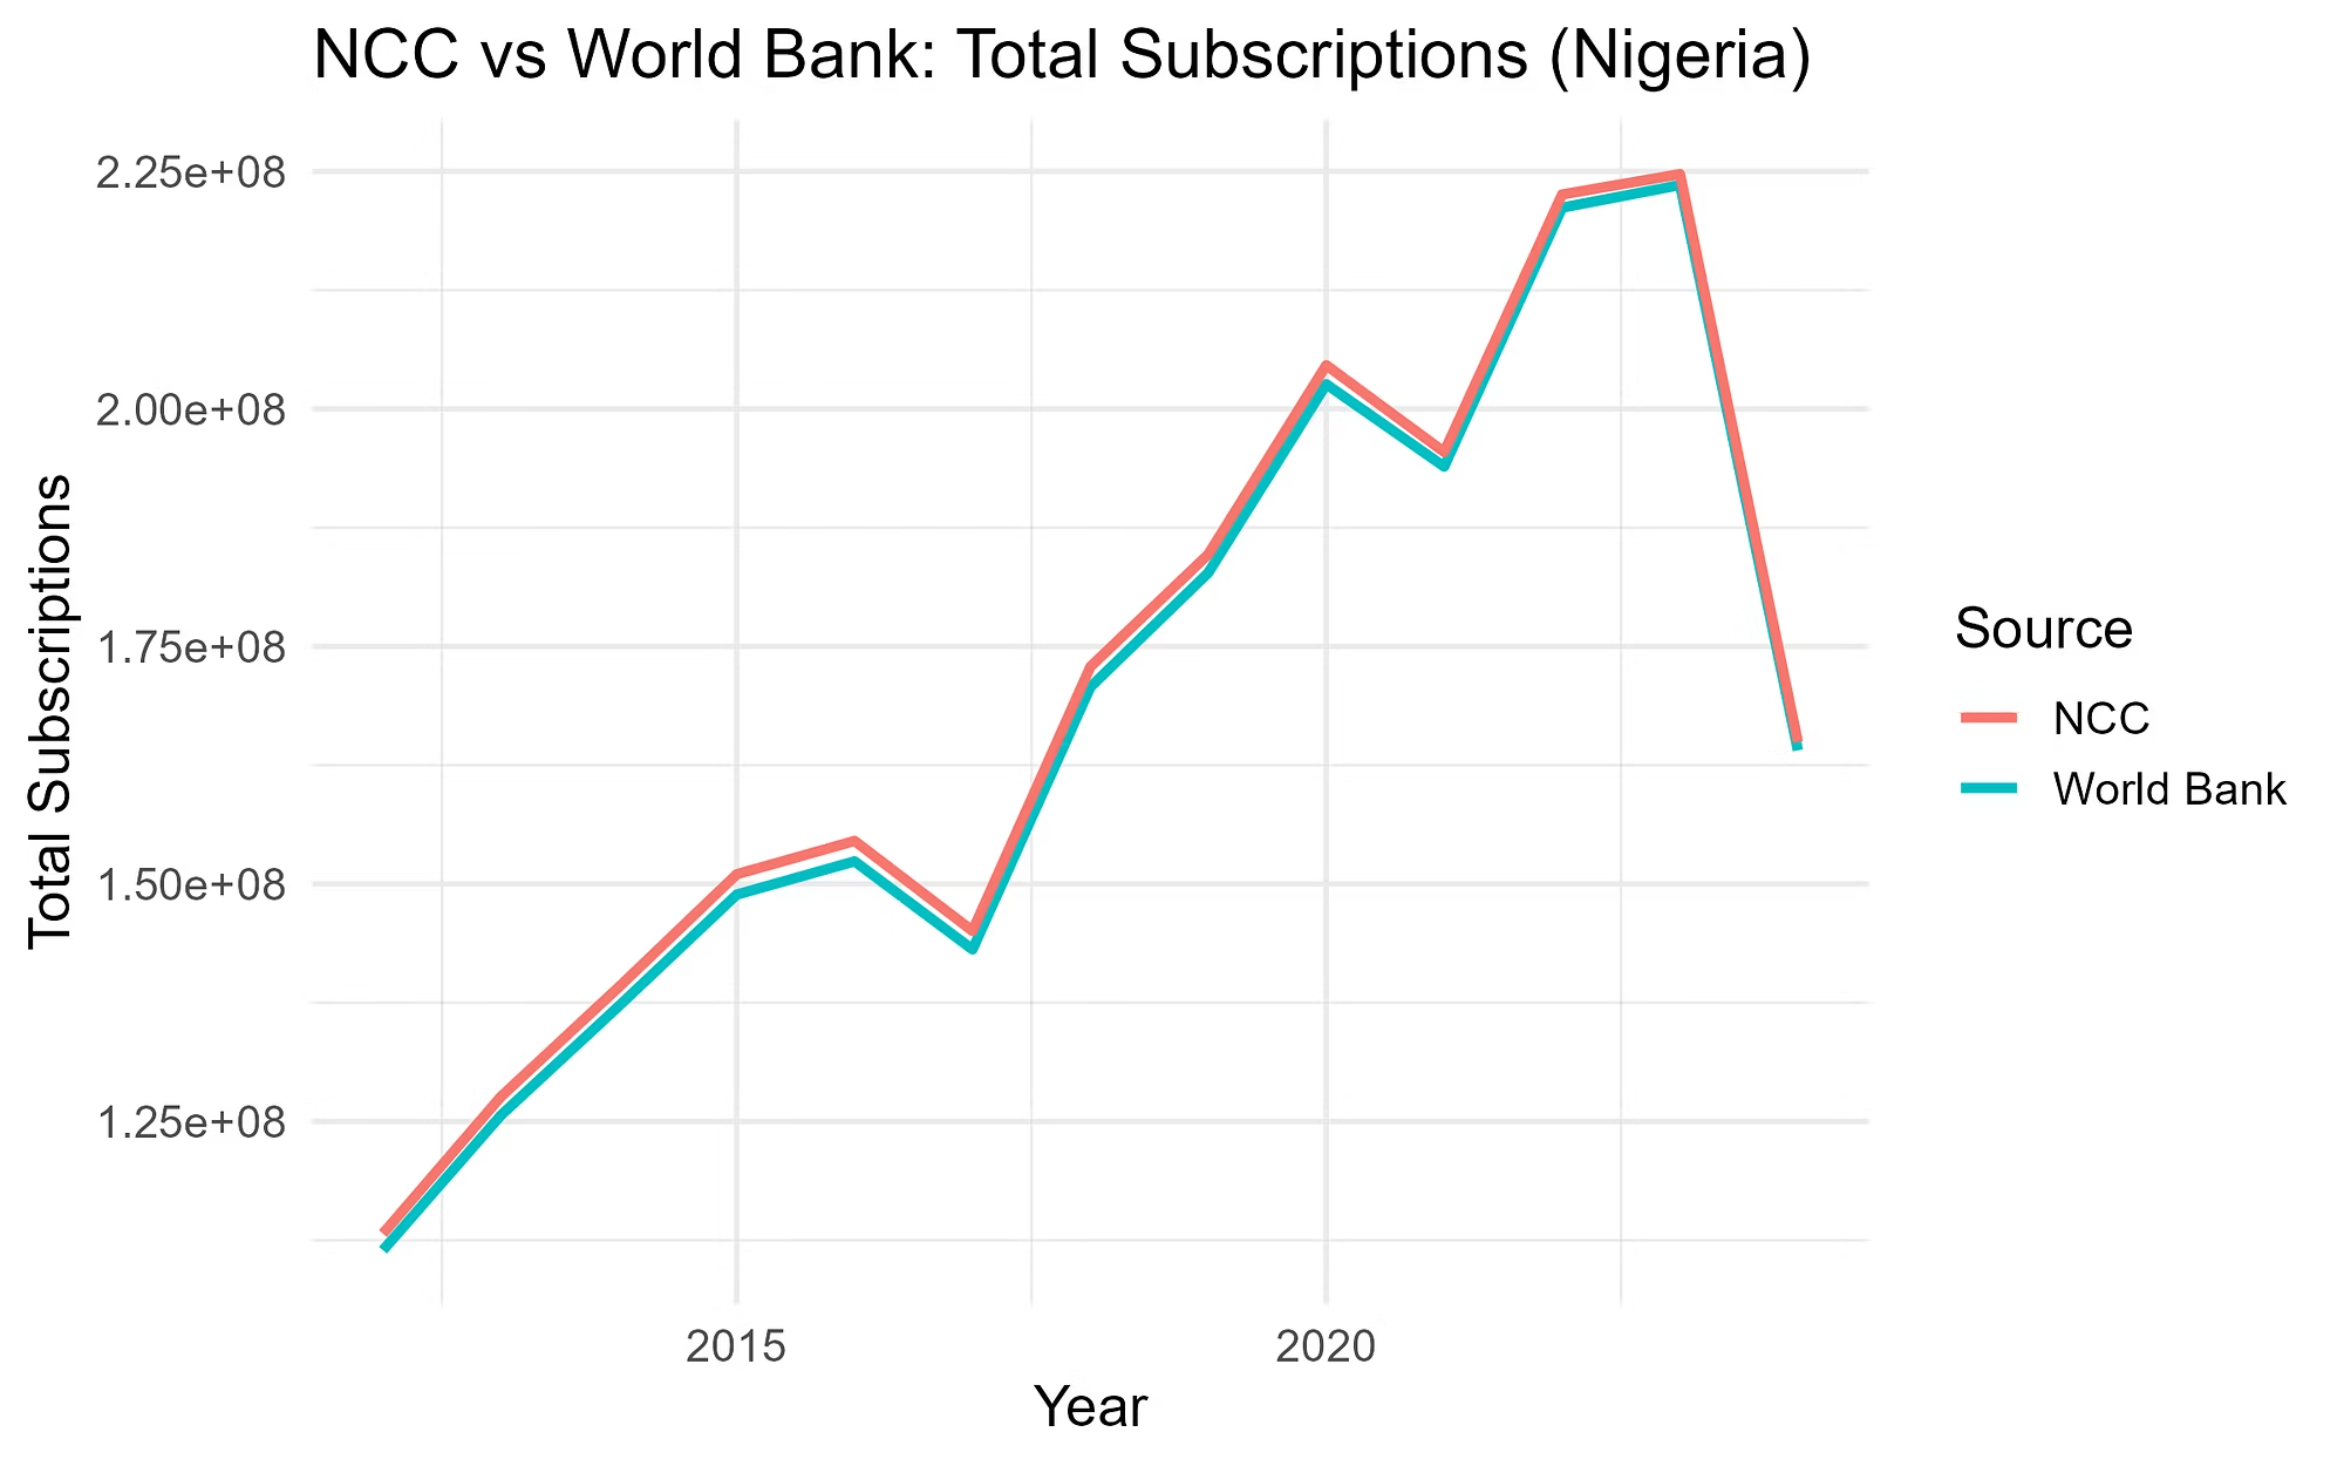 NCC vs World Bank: Total Subscriptions (Nigeria)
2.25e+08
2.00e+08
1.75e+08
1.50e+08
1.25e+08
Total Subscriptions
2015
2020
Year
Source
NCC
World Bank